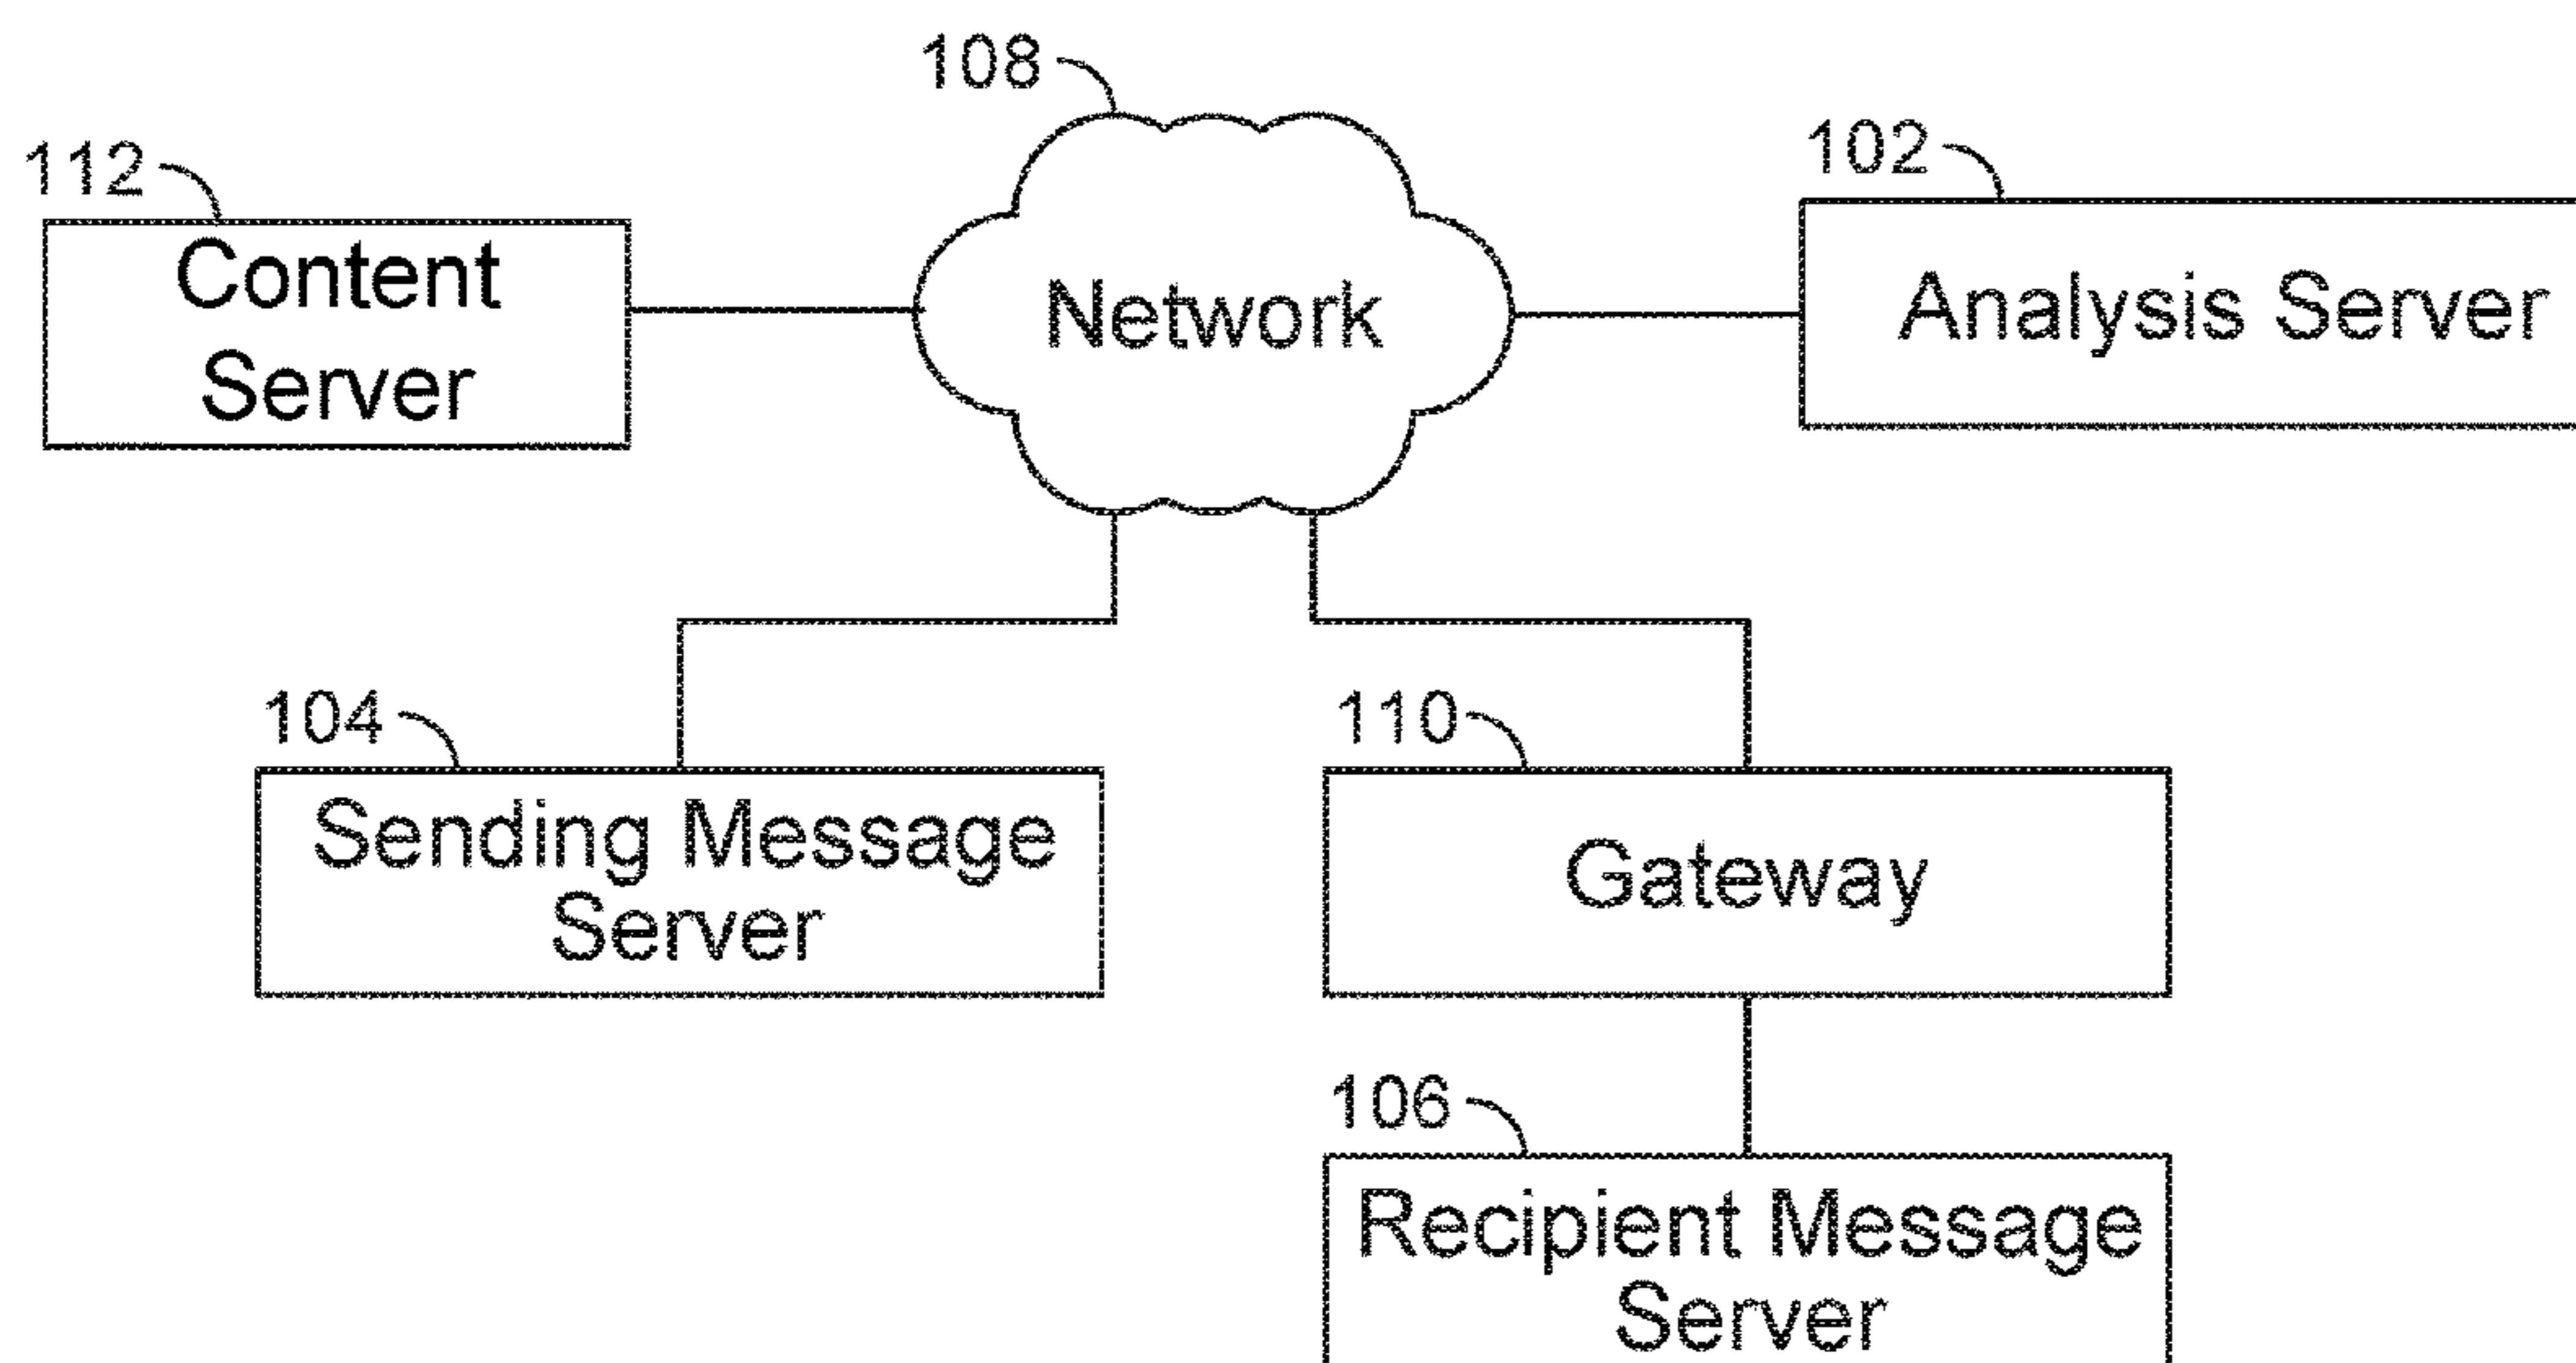 108
112
102
Content
Server
Network
Analysis Server
104
110
Sending Message
Server
Gateway
106
Recipient Message
Server